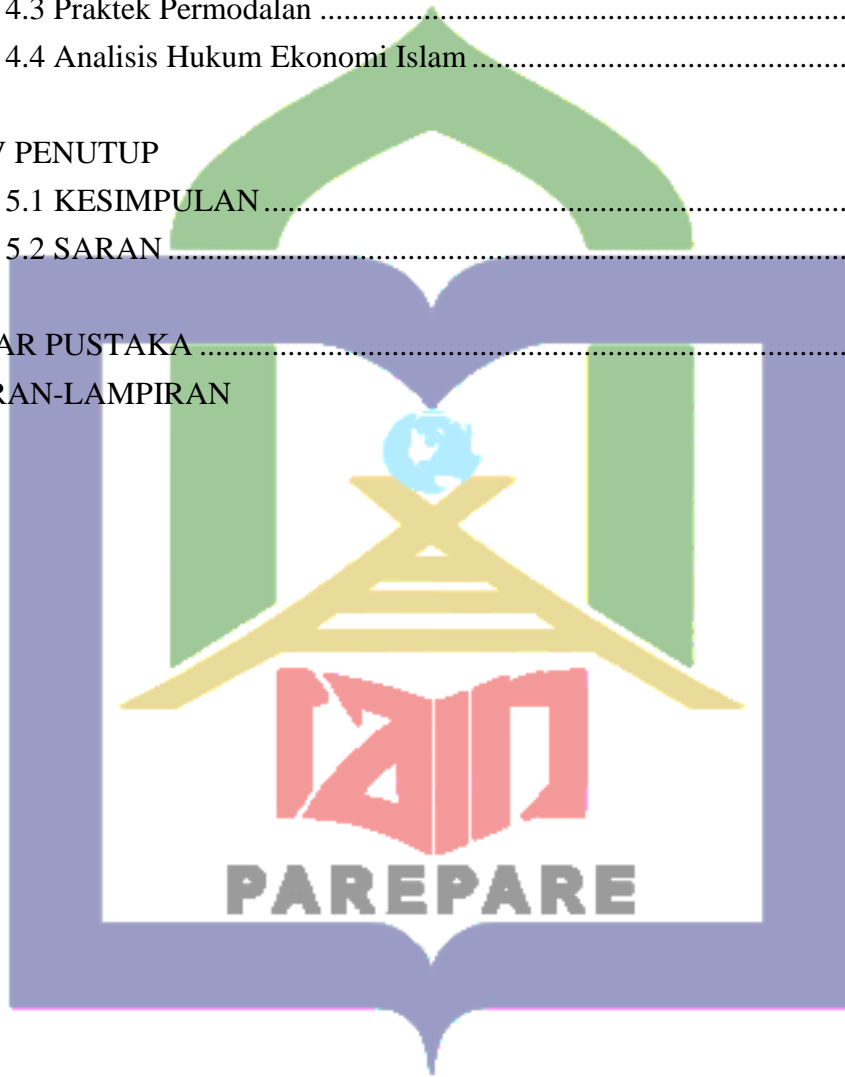 4.3 Praktek Permodalan ......................................................................
4.4 Analisis Hukum Ekonomi Islam ..................................................
V PENUTUP
5.1 KESIMPULAN .............................................................................
5.2 SARAN .........................................................................................
AR PUSTAKA .....................................................................................
RAN-LAMPIRAN
iain
PAREPARE